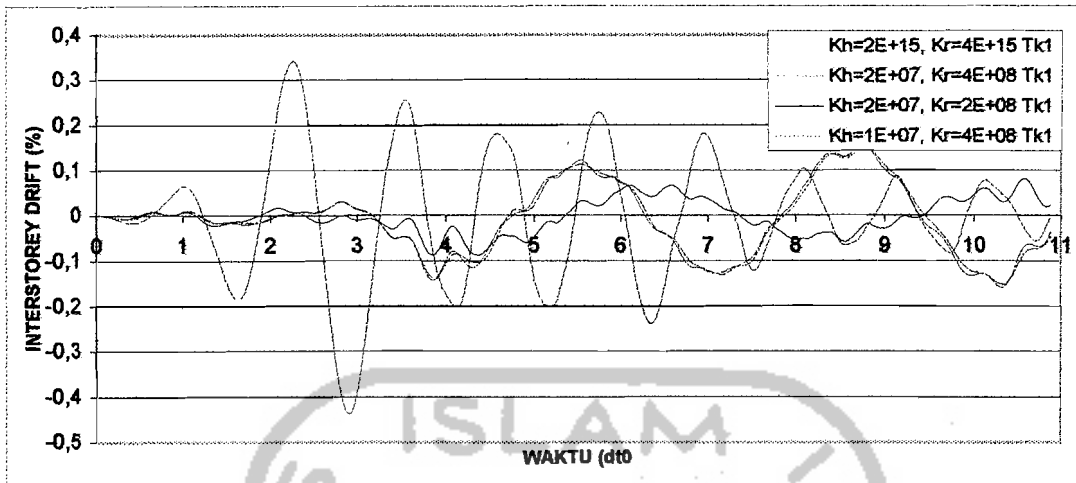 0,4
0,3
0,2
0,1
0
-0,1
-0,2
-0,3
-0,4
-0,5
INTERSTOREY DRIFT (%)
Kh=2E+15, Kr=4E+15 Tk1
Kh=2E+07, Kr=4E+08 Tk1
Kh=2E+07, Kr=2E+08 Tk1
Kh=1E+07, Kr=4E+08 Tk1
0 1 2 3 4 5 6 7 8 9 10 11
WAKTU (dt0
ISLAM